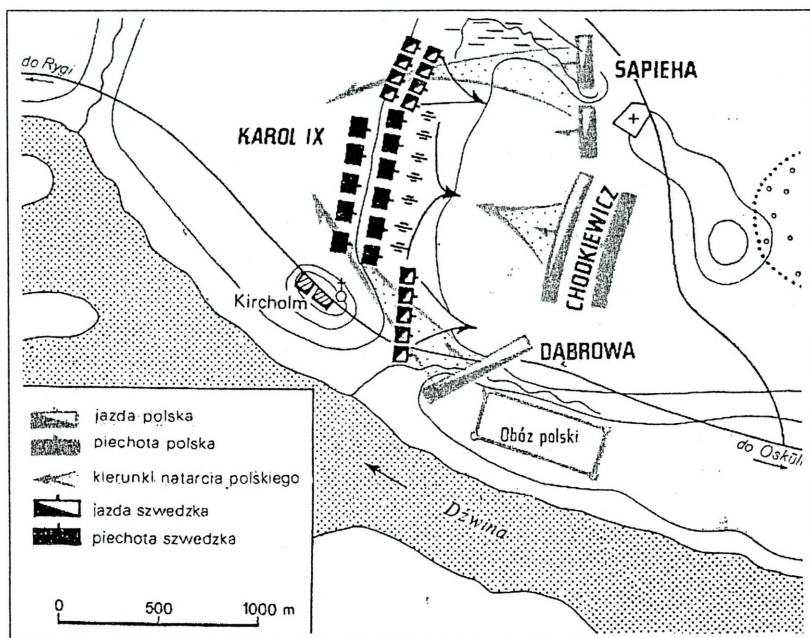 do Rygi
SAPIEHA
KAROL IX
CHODKIEWICZ
Kircholm
DĄBROWA
Obóz polski
do Oskül
Dźwina
jazda polska
piechota polska
kierunki natarcia polskiego
jazda szwedzka
piechota szwedzka
0 500 1000 m